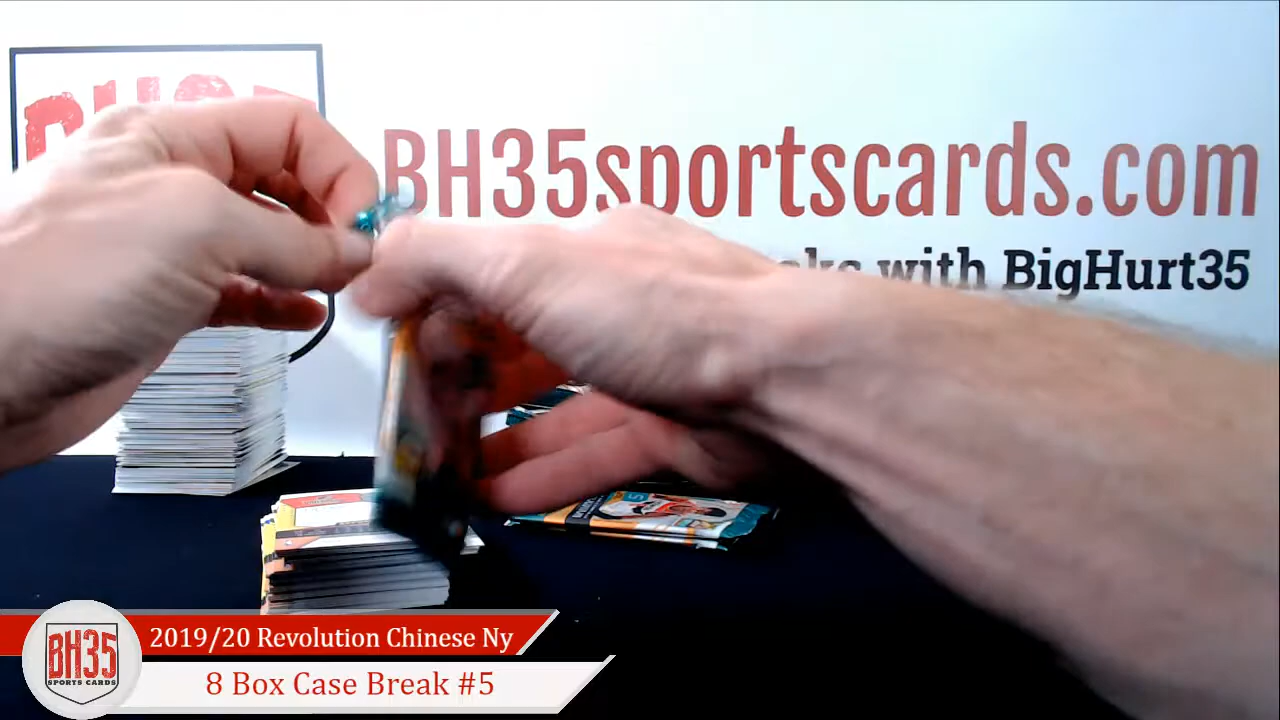 BH35sportscards.com
with BigHurt35
2019/20 Revolution Chinese Ny
8 Box Case Break #5
BH35
SPORTS CARDS